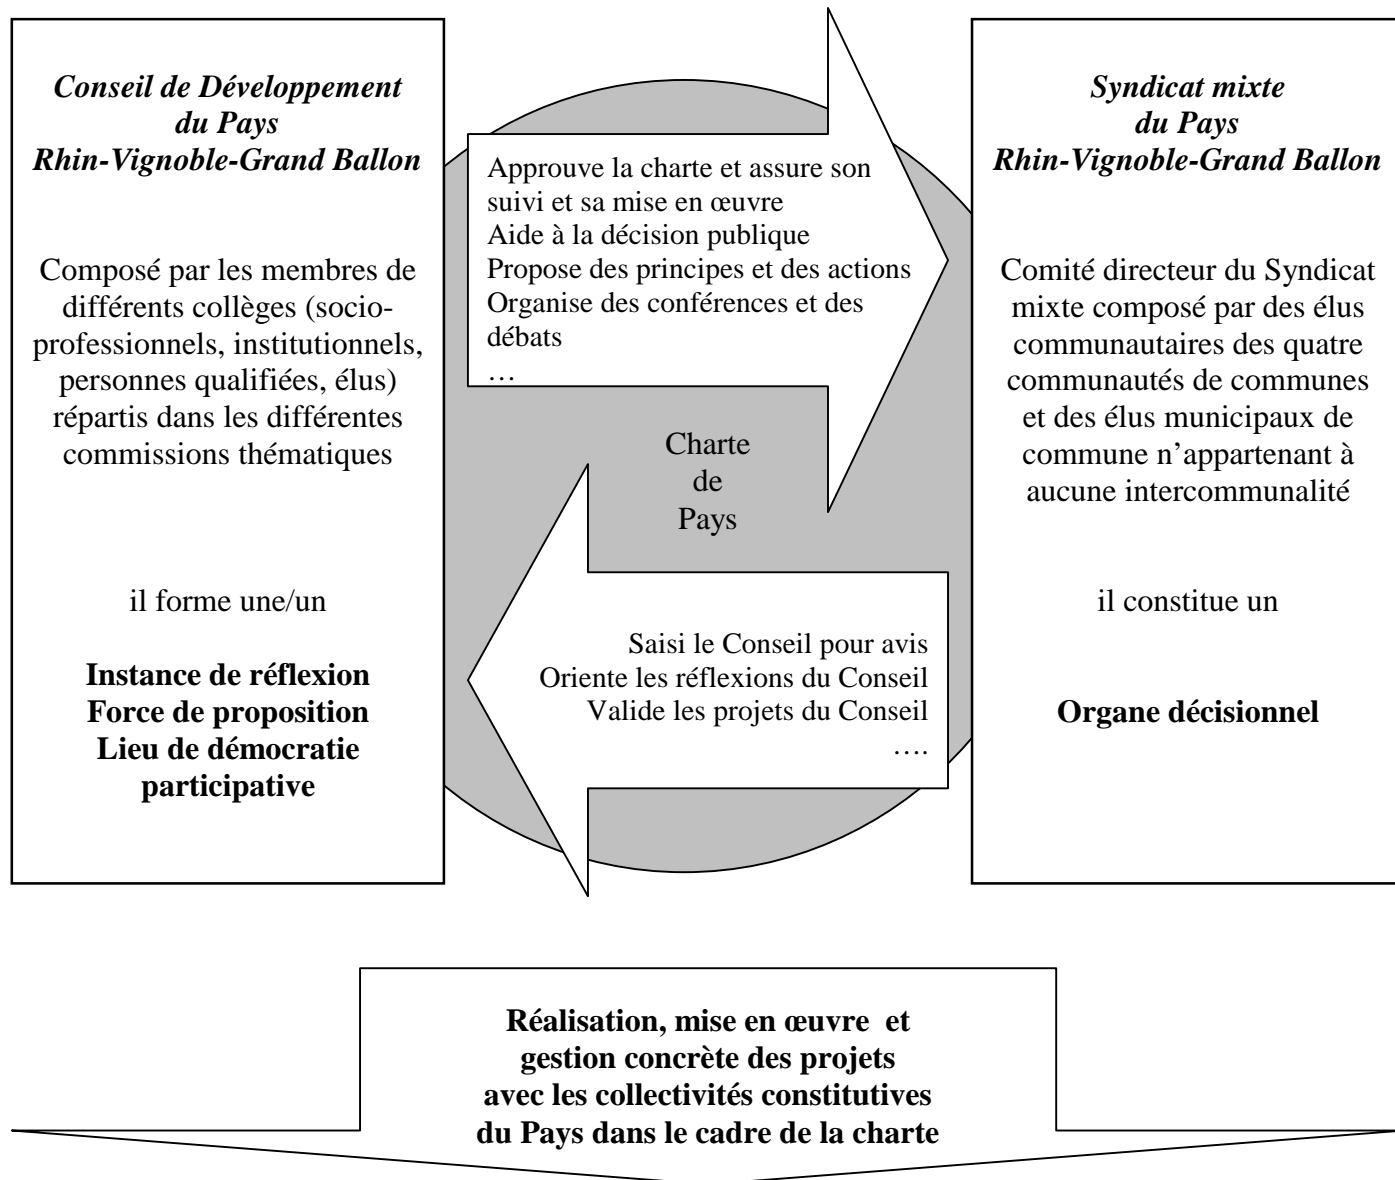 Conseil de Développement
du Pays
Rhin-Vignoble-Grand Ballon
Composé par les membres de
différents collèges (socio-
professionnels, institutionnels,
personnes qualifiées, élus)
répartis dans les différentes
commissions thématiques
il forme une/un
Instance de réflexion
Force de proposition
Lieu de démocratie
participative
Approuve la charte et assure son
suivi et sa mise en œuvre
Aide à la décision publique
Propose des principes et des actions
Organise des conférences et des
débats
…
Charte
de
Pays
Saisi le Conseil pour avis
Oriente les réflexions du Conseil
Valide les projets du Conseil
….
Syndicat mixte
du Pays
Rhin-Vignoble-Grand Ballon
Comité directeur du Syndicat
mixte composé par des élus
communautaires des quatre
communautés de communes
et des élus municipaux de
commune n’appartenant à
aucune intercommunalité
il constitue un
Organe décisionnel
Réalisation, mise en œuvre et
gestion concrète des projets
avec les collectivités constitutives
du Pays dans le cadre de la charte